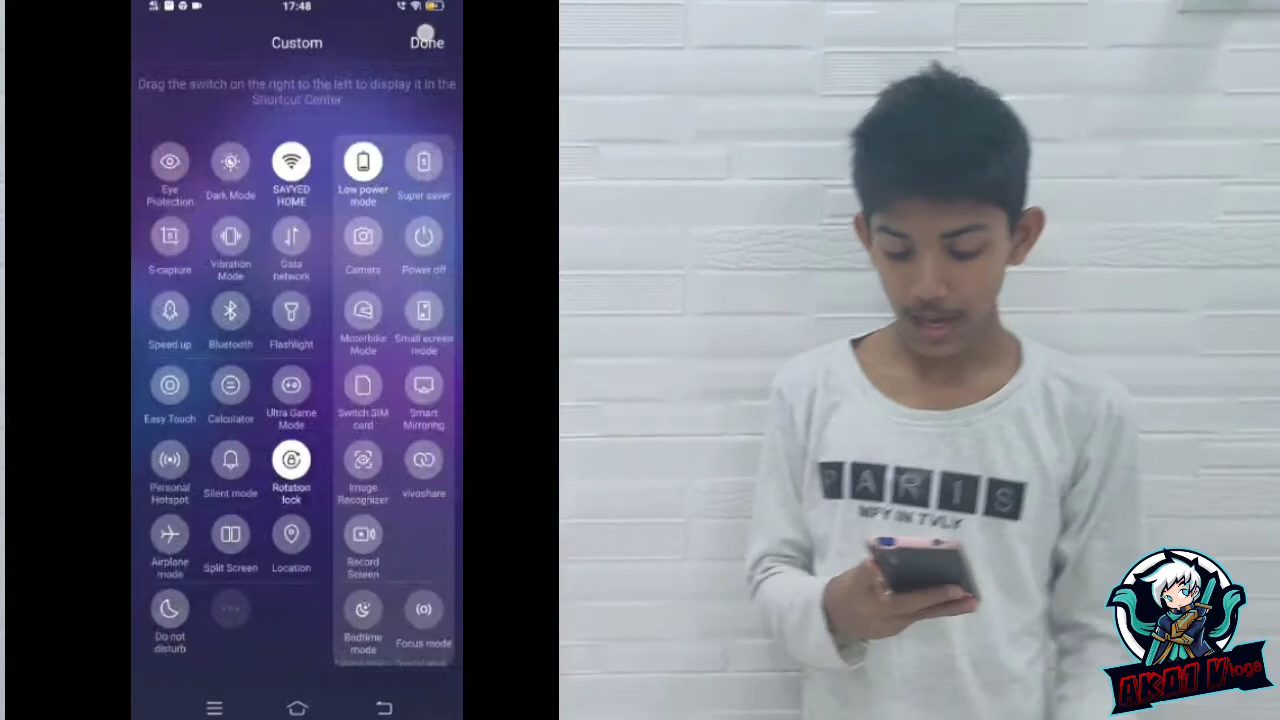 17:48
Custom
Done
Drag the switch on the right to the left to display it in the
Shortcut Center
Eye
Protection
Dark Mode
SAYYED
HOME
Low power
mode
Super saver
S-capture
Vibration
Mode
Data
network
Camera
Power off
Speed up
Bluetooth
Flashlight
Motorbike
Mode
Small screen
mode
Easy Touch
Calculator
Ultra Game
Mode
Switch SIM
card
Smart
Mirroring
Personal
Hotspot
Silent mode
Rotation
lock
Image
Recognizer
vivoshare
Airplane
mode
Split Screen
Location
Record
Screen
Do not
disturb
Bedtime
mode
Focus mode
PARIS